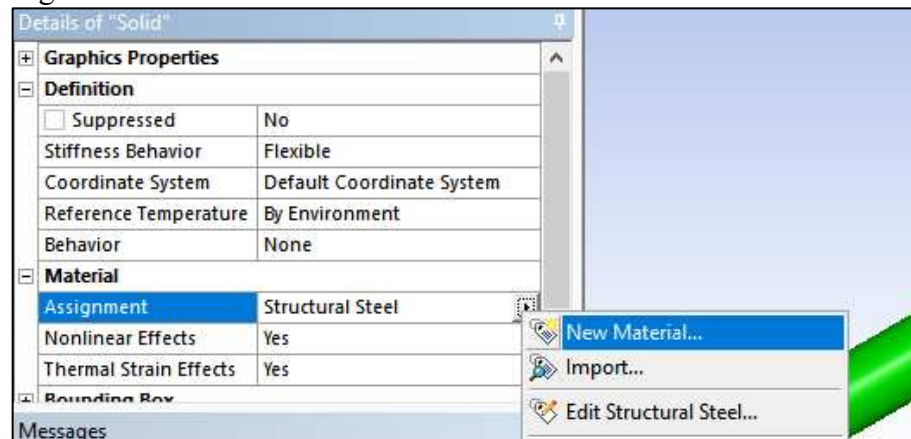 Details of "Solid"
Graphics Properties
Definition
Suppressed No
Stiffness Behavior Flexible
Coordinate System Default Coordinate System
Reference Temperature By Environment
Behavior None
Material
Assignment Structural Steel
Nonlinear Effects Yes
Thermal Strain Effects Yes
Bounding Box
Messages
New Material...
Import...
Edit Structural Steel...